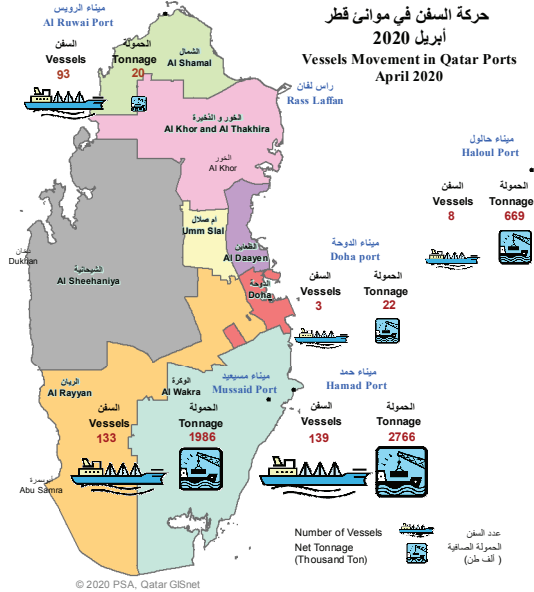 حركة السفن في موانئ قطر
أبريل 2020
Vessels Movement in Qatar Ports
April 2020
ميناء الرويس
Al Ruwai Port
السفن
Vessels
93
الحمولة
Tonnage
20
الشمال
Al Shamal
راس لفان
Rass Laffan
الخور و الذخيرة
Al Khor and Al Thakhira
الخور
Al Khor
ميناء حالول
Haloul Port
السفن
Vessels
8
الحمولة
Tonnage
669
ام صلال
Umm Slal
الظعاين
Al Daayen
دخان
Dukhan
الشيحانية
Al Sheehaniya
ميناء الدوحة
Doha port
السفن
Vessels
3
الحمولة
Tonnage
22
الدوحة
Doha
الريان
Al Rayyan
الوكرة
Al Wakra
ميناء مسيعيد
Mussaid Port
السفن
Vessels
133
الحمولة
Tonnage
1986
ميناء حمد
Hamad Port
السفن
Vessels
139
الحمولة
Tonnage
2766
ابوسمرة
Abu Samra
Number of Vessels
عدد السفن
Net Tonnage
(Thousand Ton)
الحمولة الصافية
( ألف طن)
© 2020 PSA, Qatar GISnet